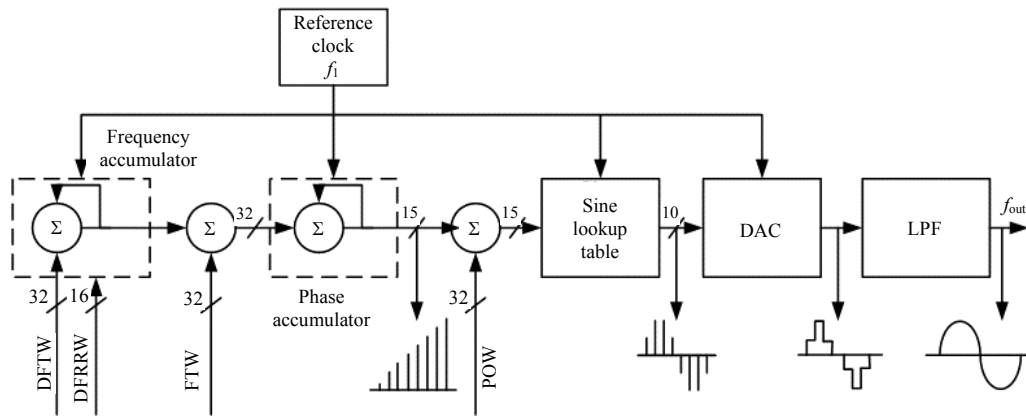 Reference
clock
f₁
Frequency
accumulator
Σ
Σ
32
Σ
15
Σ
15
Sine
lookup
table
10
DAC
LPF
fout
Phase
accumulator
32
16
32
32
DFTW
DFRRW
FTW
POW